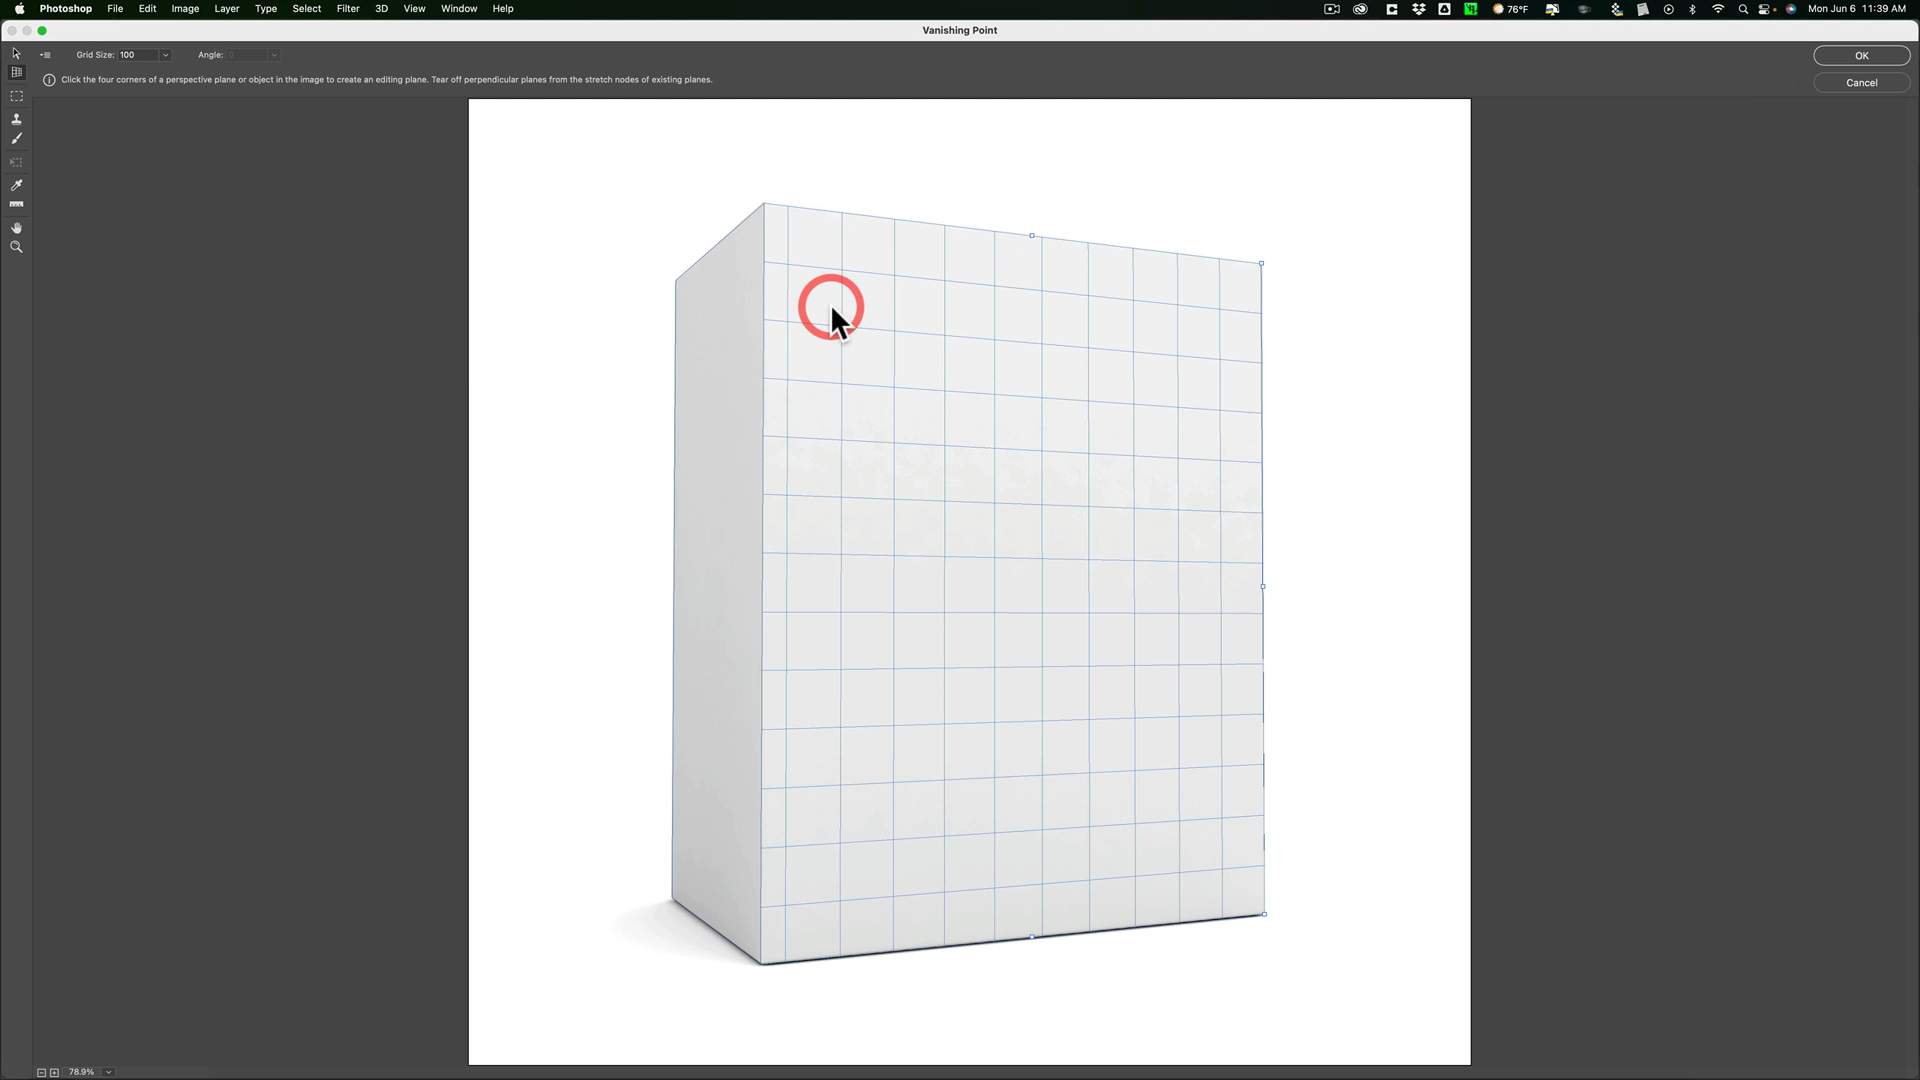 Photoshop File Edit Image Layer Type Select Filter 3D View Window Help 76°F Mon Jun 6 11:39 AM
Vanishing Point
Grid Size: 100 Angle: 0 OK
Click the four corners of a perspective plane or object in the image to create an editing plane. Tear off perpendicular planes from the stretch nodes of existing planes.
Cancel
78.9%